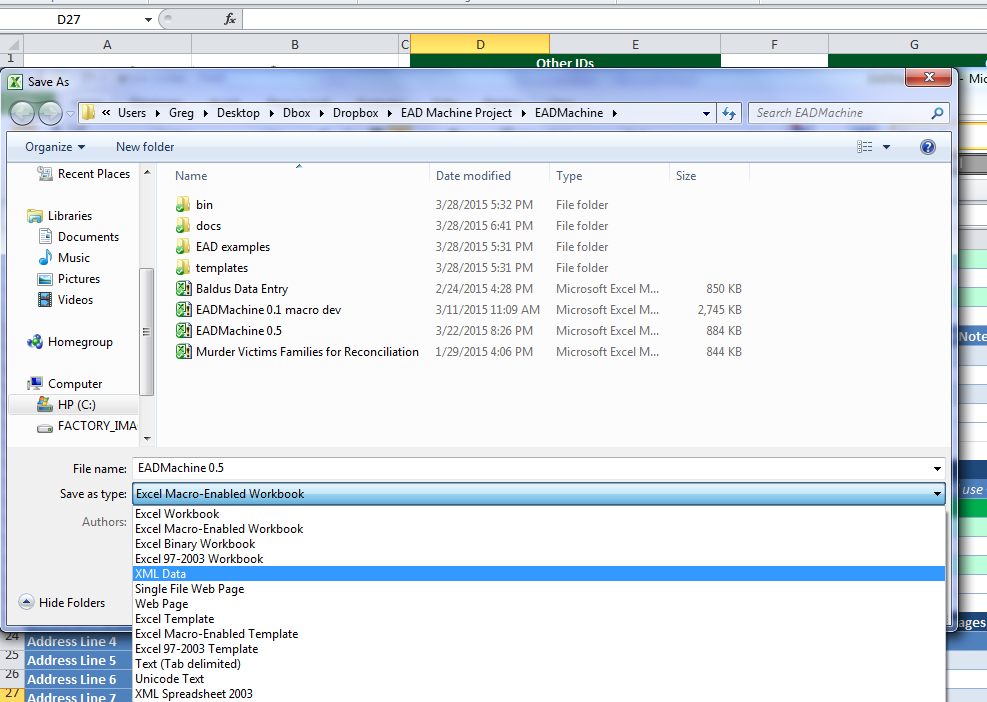 D27 fx
A B C D E F G
1 Other IDs
Save As
- Mic
« Users Greg Desktop Dbox Dropbox EAD Machine Project EADMachine Search EADMachine
Organize New folder ?
Recent Places Name Date modified Type Size
bin 3/28/2015 5:32 PM File folder
Libraries docs 3/28/2015 6:41 PM File folder
Documents EAD examples 3/28/2015 5:31 PM File folder
Music templates 3/28/2015 5:31 PM File folder
Pictures Baldus Data Entry 2/24/2015 4:28 PM Microsoft Excel M... 850 KB
Videos EADMachine 0.1 macro dev 3/11/2015 11:09 AM Microsoft Excel M... 2,745 KB
EADMachine 0.5 3/22/2015 8:26 PM Microsoft Excel M... 884 KB
Note
Homegroup Murder Victims Families for Reconciliation 1/29/2015 4:06 PM Microsoft Excel M... 844 KB
Computer
HP (C:)
FACTORY_IMA
File name: EADMachine 0.5
Save as type: Excel Macro-Enabled Workbook
use
Authors:
Excel Workbook
Excel Macro-Enabled Workbook
Excel Binary Workbook
Excel 97-2003 Workbook
XML Data
Single File Web Page
Hide Folders Web Page
Excel Template
ages
Excel Macro-Enabled Template
24 Address Line 4
Excel 97-2003 Template
25 Address Line 5 Text (Tab delimited)
26 Address Line 6 Unicode Text
27 Address Line 7 XML Spreadsheet 2003